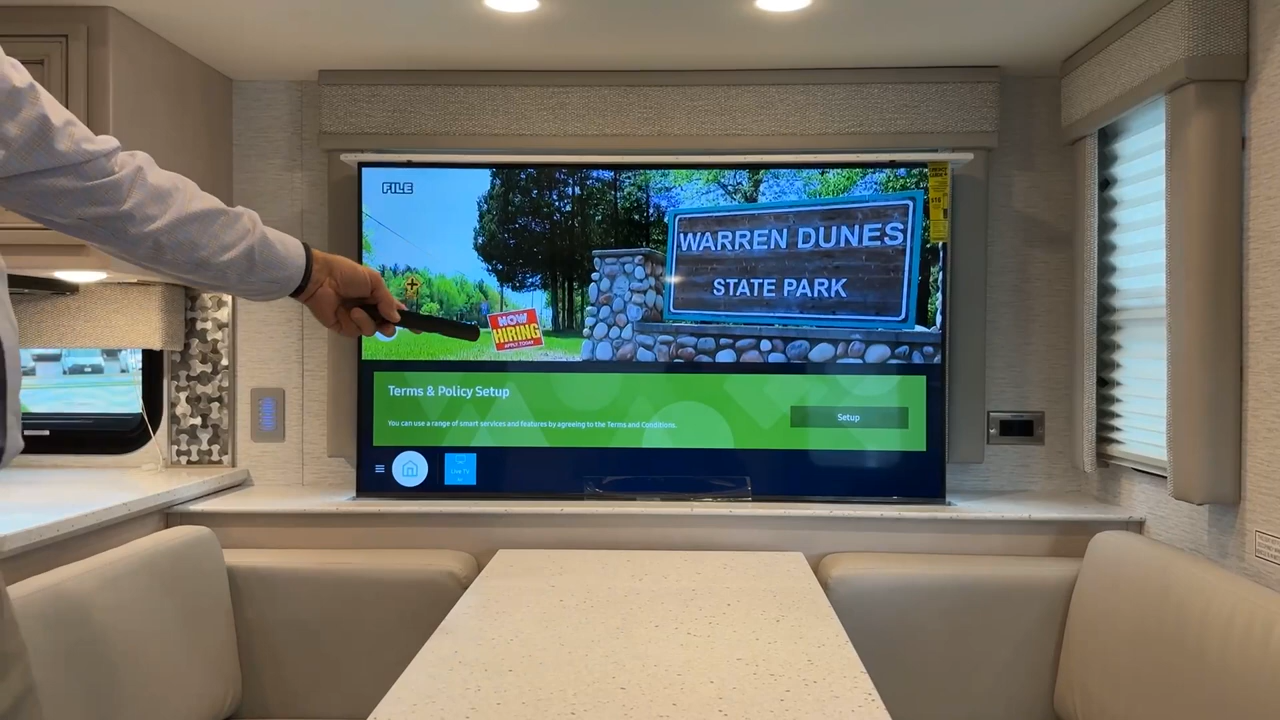 FILE
WARREN DUNES
STATE PARK
NOW
HIRING
APPLY TODAY
Terms & Policy Setup
You can use a range of smart services and features by agreeing to the Terms and Conditions.
Setup
Live TV